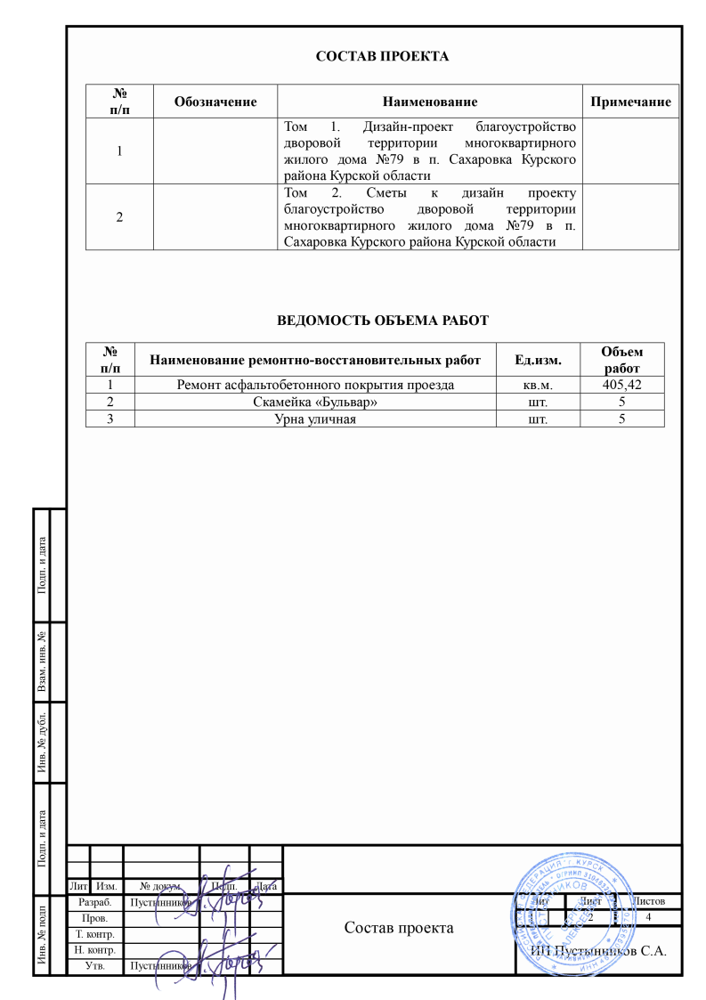 СОСТАВ ПРОЕКТА
№
п/п
Обозначение
Наименование
Примечание
1
Том 1. Дизайн-проект благоустройство
дворовой территории многоквартирного
жилого дома №79 в п. Сахаровка Курского
района Курской области
2
Том 2. Сметы к дизайн проекту
благоустройство дворовой территории
многоквартирного жилого дома №79 в п.
Сахаровка Курского района Курской области
ВЕДОМОСТЬ ОБЪЕМА РАБОТ
№
п/п
Наименование ремонтно-восстановительных работ
Ед.изм.
Объем
работ
1 Ремонт асфальтобетонного покрытия проезда кв.м. 405,42
2 Скамейка «Бульвар» шт. 5
3 Урна уличная шт. 5
Подп. и дата
Взам. инв. №
Инв. № дубл.
Подп. и дата
Инв. № подп
Лит Изм. № докум. Подп. Дата
Разраб. Пустынников
Пров.
Т. контр.
Н. контр.
Утв. Пустынников
Состав проекта
Лит Лист Листов
2 4
ИП Пустынников С.А.
г. КУРСК
ПУСТЫННИКОВ